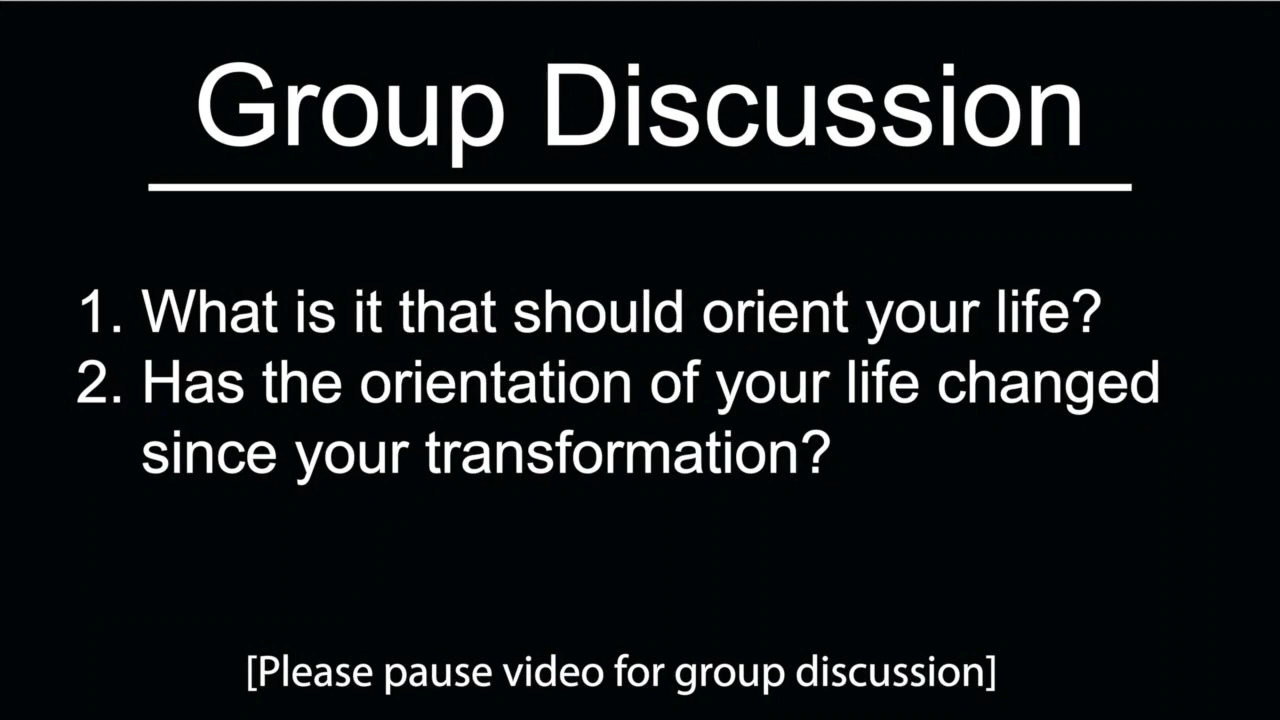 Group Discussion
1. What is it that should orient your life?
2. Has the orientation of your life changed
since your transformation?
[Please pause video for group discussion]